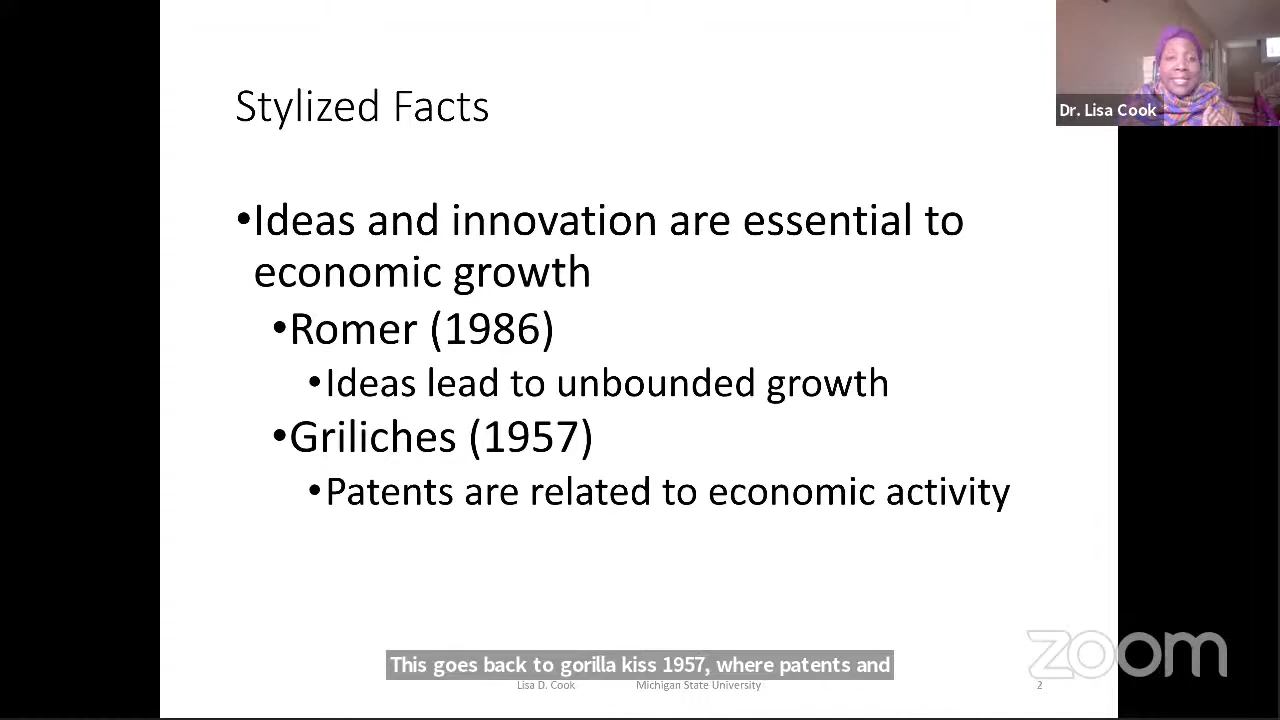 Stylized Facts
Dr. Lisa Cook
•Ideas and innovation are essential to
economic growth
•Romer (1986)
•Ideas lead to unbounded growth
•Griliches (1957)
•Patents are related to economic activity
This goes back to gorilla kiss 1957, where patents and
Lisa D. Cook Michigan State University 2
zoom